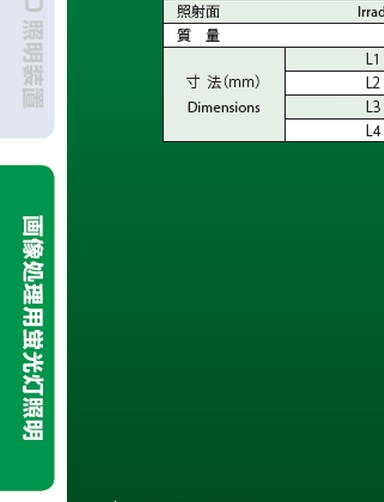 照射面 Irrad
質 量
寸 法(mm)
Dimensions
L1
L2
L3
L4
D 照明装置
画像処理用蛍光灯照明